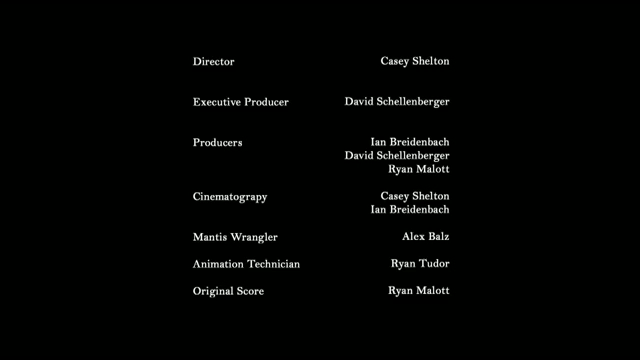 Director Casey Shelton
Executive Producer David Schellenberger
Producers Ian Breidenbach
David Schellenberger
Ryan Malott
Cinematograpy Casey Shelton
Ian Breidenbach
Mantis Wrangler Alex Balz
Animation Technician Ryan Tudor
Original Score Ryan Malott